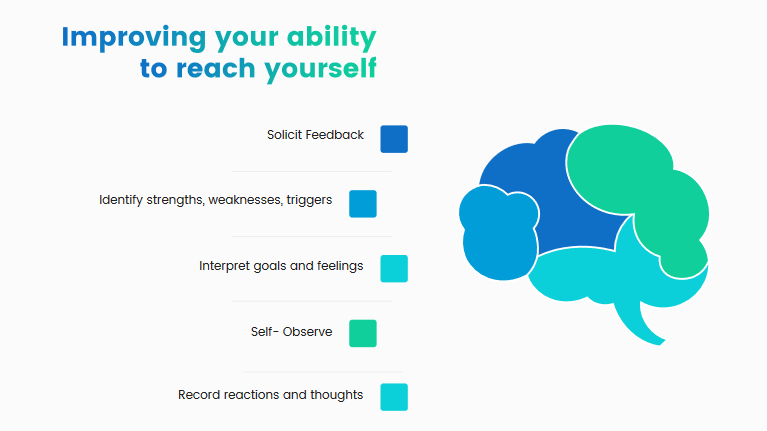 Improving your ability
to reach yourself
Solicit Feedback
Identify strengths, weaknesses, triggers
Interpret goals and feelings
Self- Observe
Record reactions and thoughts